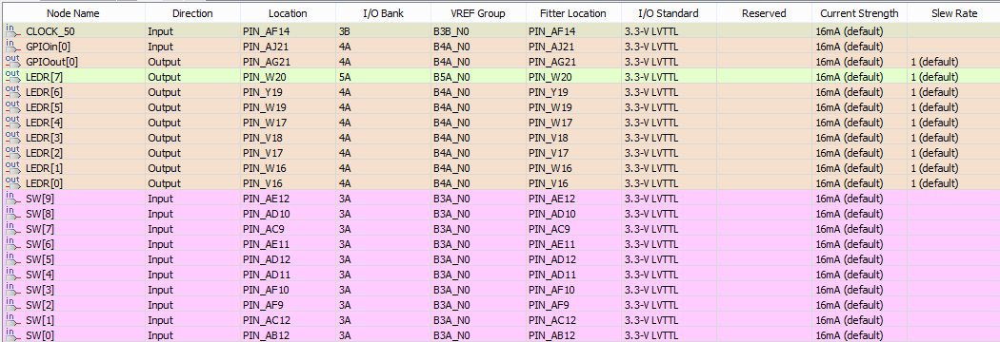 Node Name Direction Location I/O Bank VREF Group Fitter Location I/O Standard Reserved Current Strength Slew Rate
in CLOCK_50 Input PIN_AF14 3B B3B_N0 PIN_AF14 3.3-V LVTTL 16mA (default)
in GPIOin[0] Input PIN_AJ21 4A B4A_N0 PIN_AJ21 3.3-V LVTTL 16mA (default)
out GPIOout[0] Output PIN_AG21 4A B4A_N0 PIN_AG21 3.3-V LVTTL 16mA (default) 1 (default)
out LEDR[7] Output PIN_W20 5A B5A_N0 PIN_W20 3.3-V LVTTL 16mA (default) 1 (default)
out LEDR[6] Output PIN_Y19 4A B4A_N0 PIN_Y19 3.3-V LVTTL 16mA (default) 1 (default)
out LEDR[5] Output PIN_W19 4A B4A_N0 PIN_W19 3.3-V LVTTL 16mA (default) 1 (default)
out LEDR[4] Output PIN_W17 4A B4A_N0 PIN_W17 3.3-V LVTTL 16mA (default) 1 (default)
out LEDR[3] Output PIN_V18 4A B4A_N0 PIN_V18 3.3-V LVTTL 16mA (default) 1 (default)
out LEDR[2] Output PIN_V17 4A B4A_N0 PIN_V17 3.3-V LVTTL 16mA (default) 1 (default)
out LEDR[1] Output PIN_W16 4A B4A_N0 PIN_W16 3.3-V LVTTL 16mA (default) 1 (default)
out LEDR[0] Output PIN_V16 4A B4A_N0 PIN_V16 3.3-V LVTTL 16mA (default) 1 (default)
in SW[9] Input PIN_AE12 3A B3A_N0 PIN_AE12 3.3-V LVTTL 16mA (default)
in SW[8] Input PIN_AD10 3A B3A_N0 PIN_AD10 3.3-V LVTTL 16mA (default)
in SW[7] Input PIN_AC9 3A B3A_N0 PIN_AC9 3.3-V LVTTL 16mA (default)
in SW[6] Input PIN_AE11 3A B3A_N0 PIN_AE11 3.3-V LVTTL 16mA (default)
in SW[5] Input PIN_AD12 3A B3A_N0 PIN_AD12 3.3-V LVTTL 16mA (default)
in SW[4] Input PIN_AD11 3A B3A_N0 PIN_AD11 3.3-V LVTTL 16mA (default)
in SW[3] Input PIN_AF10 3A B3A_N0 PIN_AF10 3.3-V LVTTL 16mA (default)
in SW[2] Input PIN_AF9 3A B3A_N0 PIN_AF9 3.3-V LVTTL 16mA (default)
in SW[1] Input PIN_AC12 3A B3A_N0 PIN_AC12 3.3-V LVTTL 16mA (default)
in SW[0] Input PIN_AB12 3A B3A_N0 PIN_AB12 3.3-V LVTTL 16mA (default)